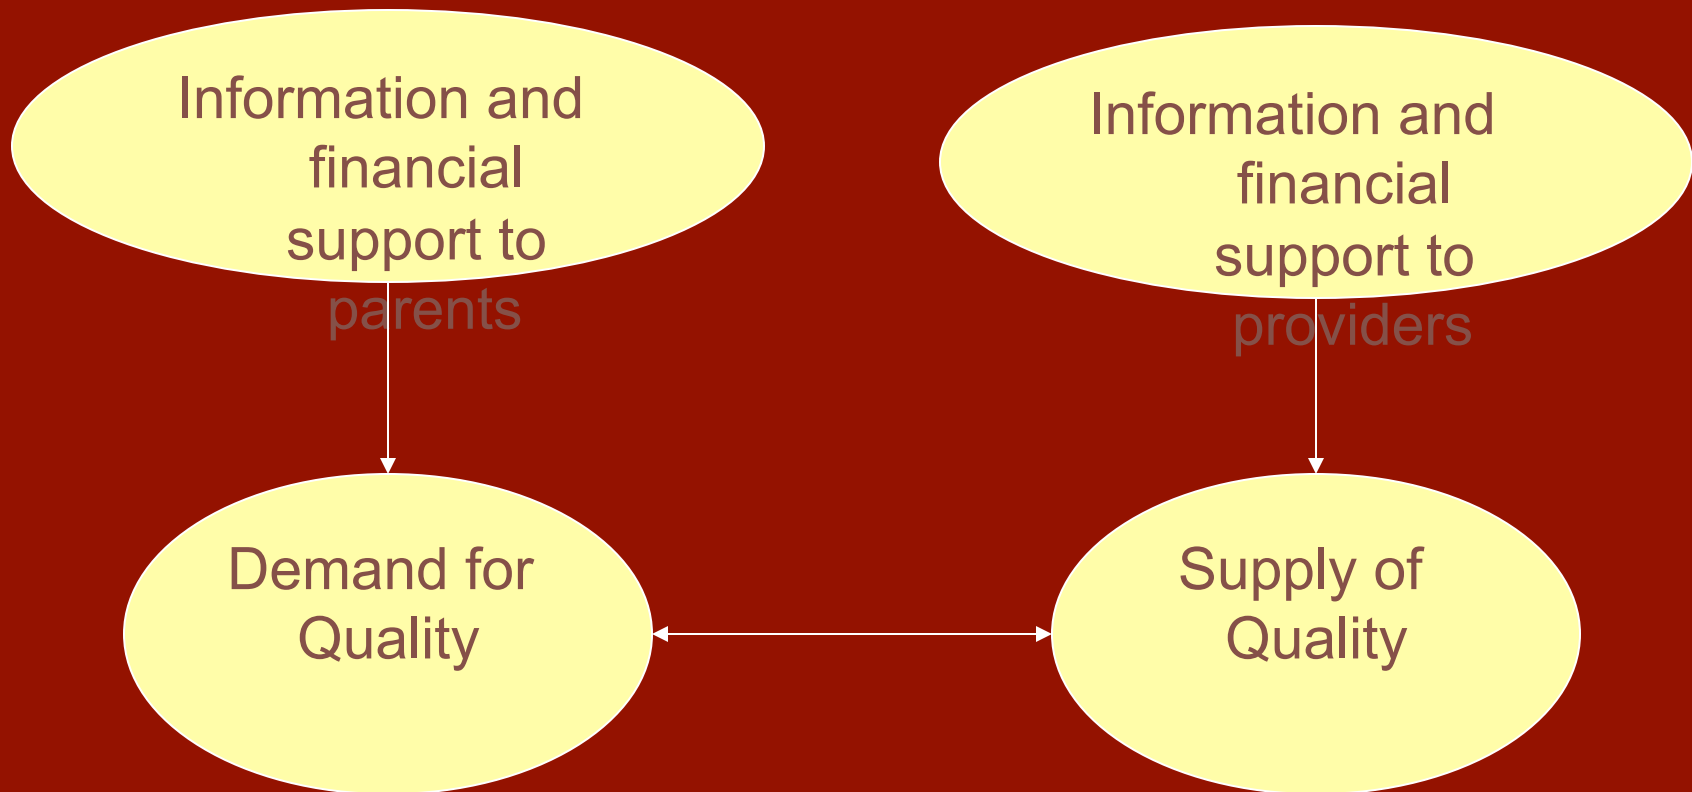 Information and
financial
support to
parents
Information and
financial
support to
providers
Demand for
Quality
Supply of
Quality